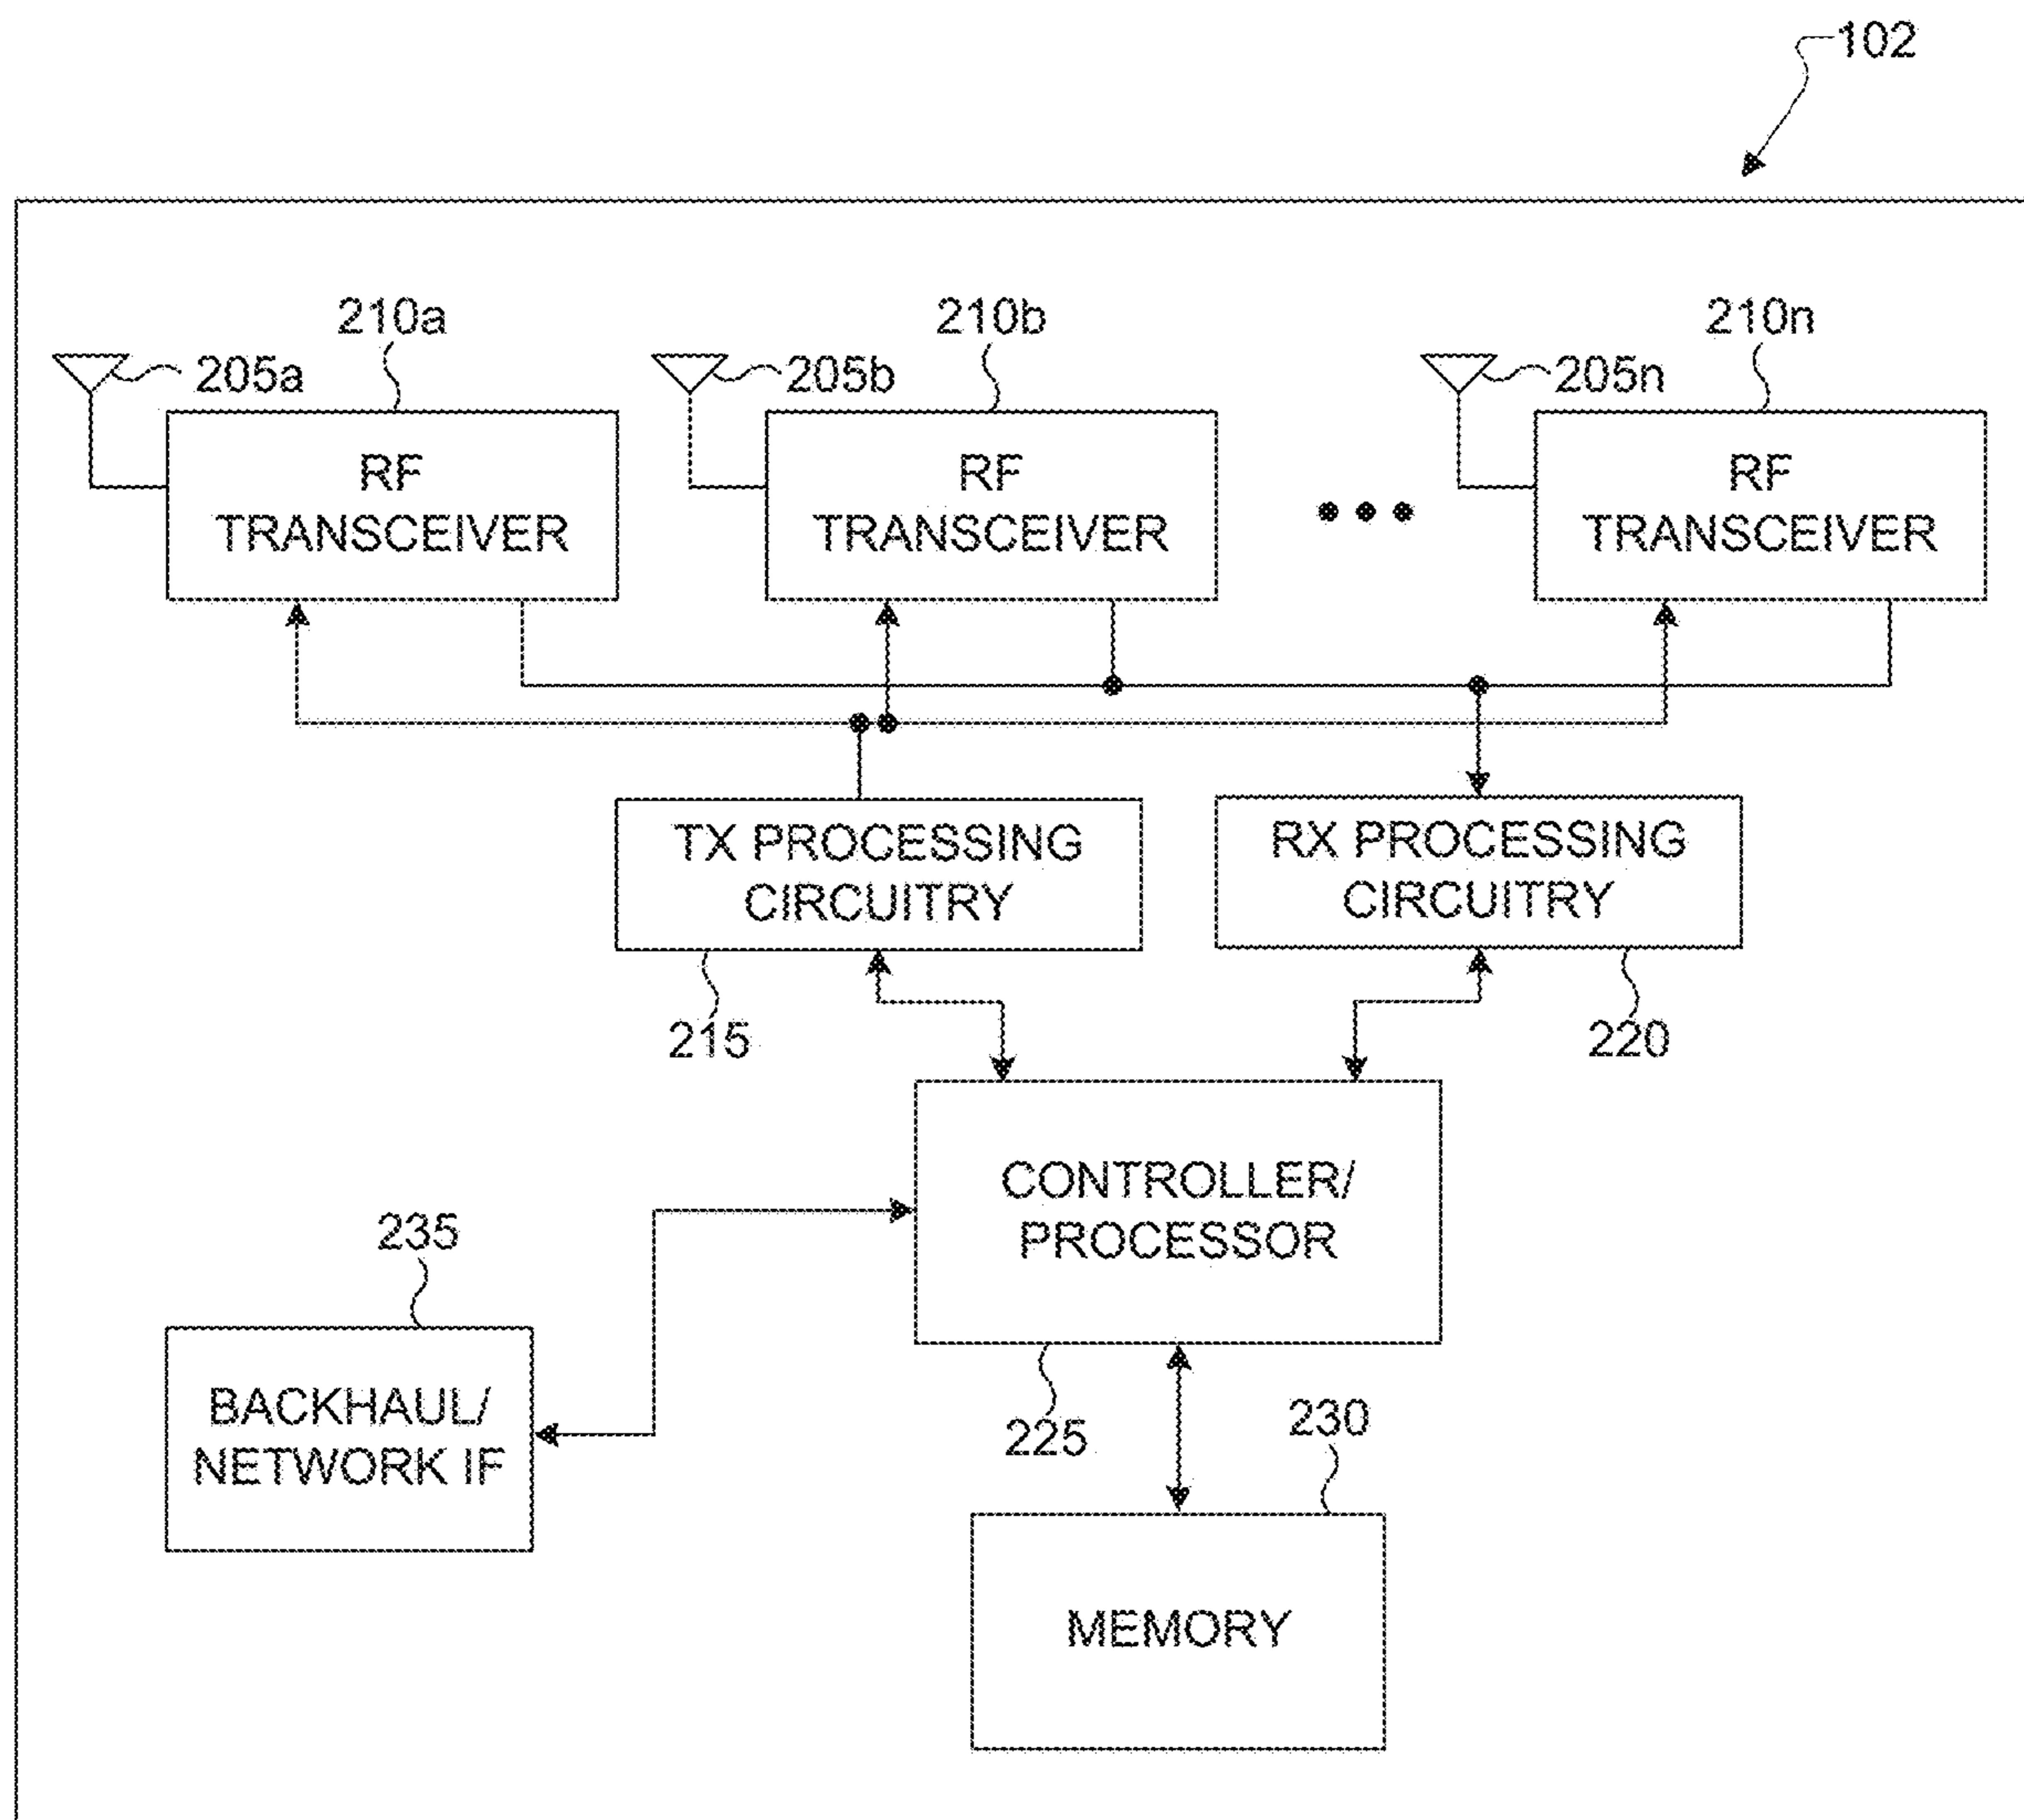 102
210a
210b
210n
205a
205b
205n
RF
TRANSCEIVER
RF
TRANSCEIVER
RF
TRANSCEIVER
TX PROCESSING
CIRCUITRY
RX PROCESSING
CIRCUITRY
215
220
CONTROLLER/
PROCESSOR
235
BACKHAUL/
NETWORK IF
225
230
MEMORY